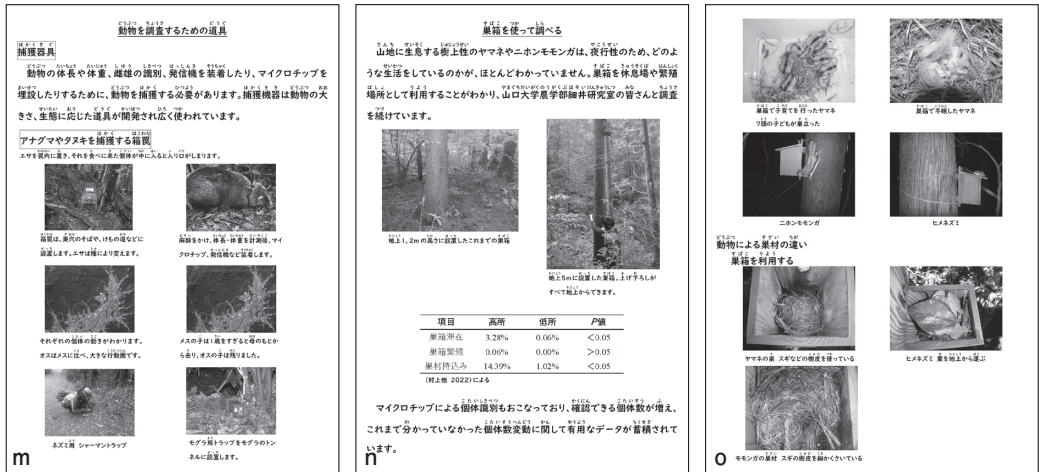 動物を調査するための道具
捕獲器具
動物の体長や体重、雌雄の識別、発信機を装着したり、マイクロチップを
埋設したりするために、動物を捕獲する必要があります。捕獲機器は動物の大
きさ、生態に応じた道具が開発され広く使われています。
アナグマやタヌキを捕獲する箱罠
エサを罠内に置き、それを食べに来た個体が中に入ると入り口がしまります。
箱罠は、巣穴のそばや、けもの道などに
設置します。エサは種により変えます。
麻酔をかけ、体長・体重を計測後、マイ
クロチップ、発信機など装着します。
それぞれの個体の動きがわかります。
オスはメスに比べ、大きな行動圏です。
メスの子は1歳をすぎると母のもとか
ら去り、オスの子は残りました。
ネズミ用 シャーマントラップ
モグラ用トラップをモグラのトン
ネルに設置します。
m
巣箱を使って調べる
山地に生息する樹上性のヤマネやニホンモモンガは、夜行性のため、どのよ
うな生活をしているのかが、ほとんどわかっていません。巣箱を休息場や繁殖
場所として利用することがわかり、山口大学農学部細井研究室の皆さんと調査
を続けています。
地上1,2mの高さに設置したこれまでの巣箱
地上5mに設置した巣箱。上げ下ろしが
すべて地上からできます。
項目 高所 低所 P値
巣箱滞在 3.28% 0.06% <0.05
巣箱繁殖 0.06% 0.00% >0.05
巣材持込み 14.39% 1.02% <0.05
(村上他 2022)による
マイクロチップによる個体識別もおこなっており、確認できる個体数が増え、
これまで分かっていなかった個体数変動に関して有用なデータが蓄積されて
います。
n
巣箱で子育てを行ったヤマネ
7頭の子どもが巣立った
巣箱で冬眠したヤマネ
ニホンモモンガ
ヒメネズミ
動物による巣材の違い
巣箱を利用する
ヤマネの巣 スギなどの樹皮を使っている
ヒメネズミ 葉を地上から運ぶ
モモンガの巣材 スギの樹皮を細かくさいている
o